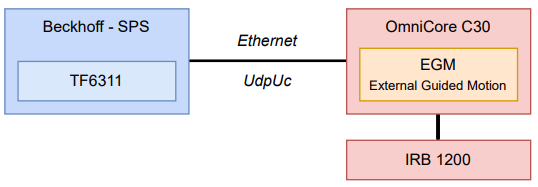 Beckhoff - SPS
TF6311
Ethernet
UdpUc
OmniCore C30
EGM
External Guided Motion
IRB 1200